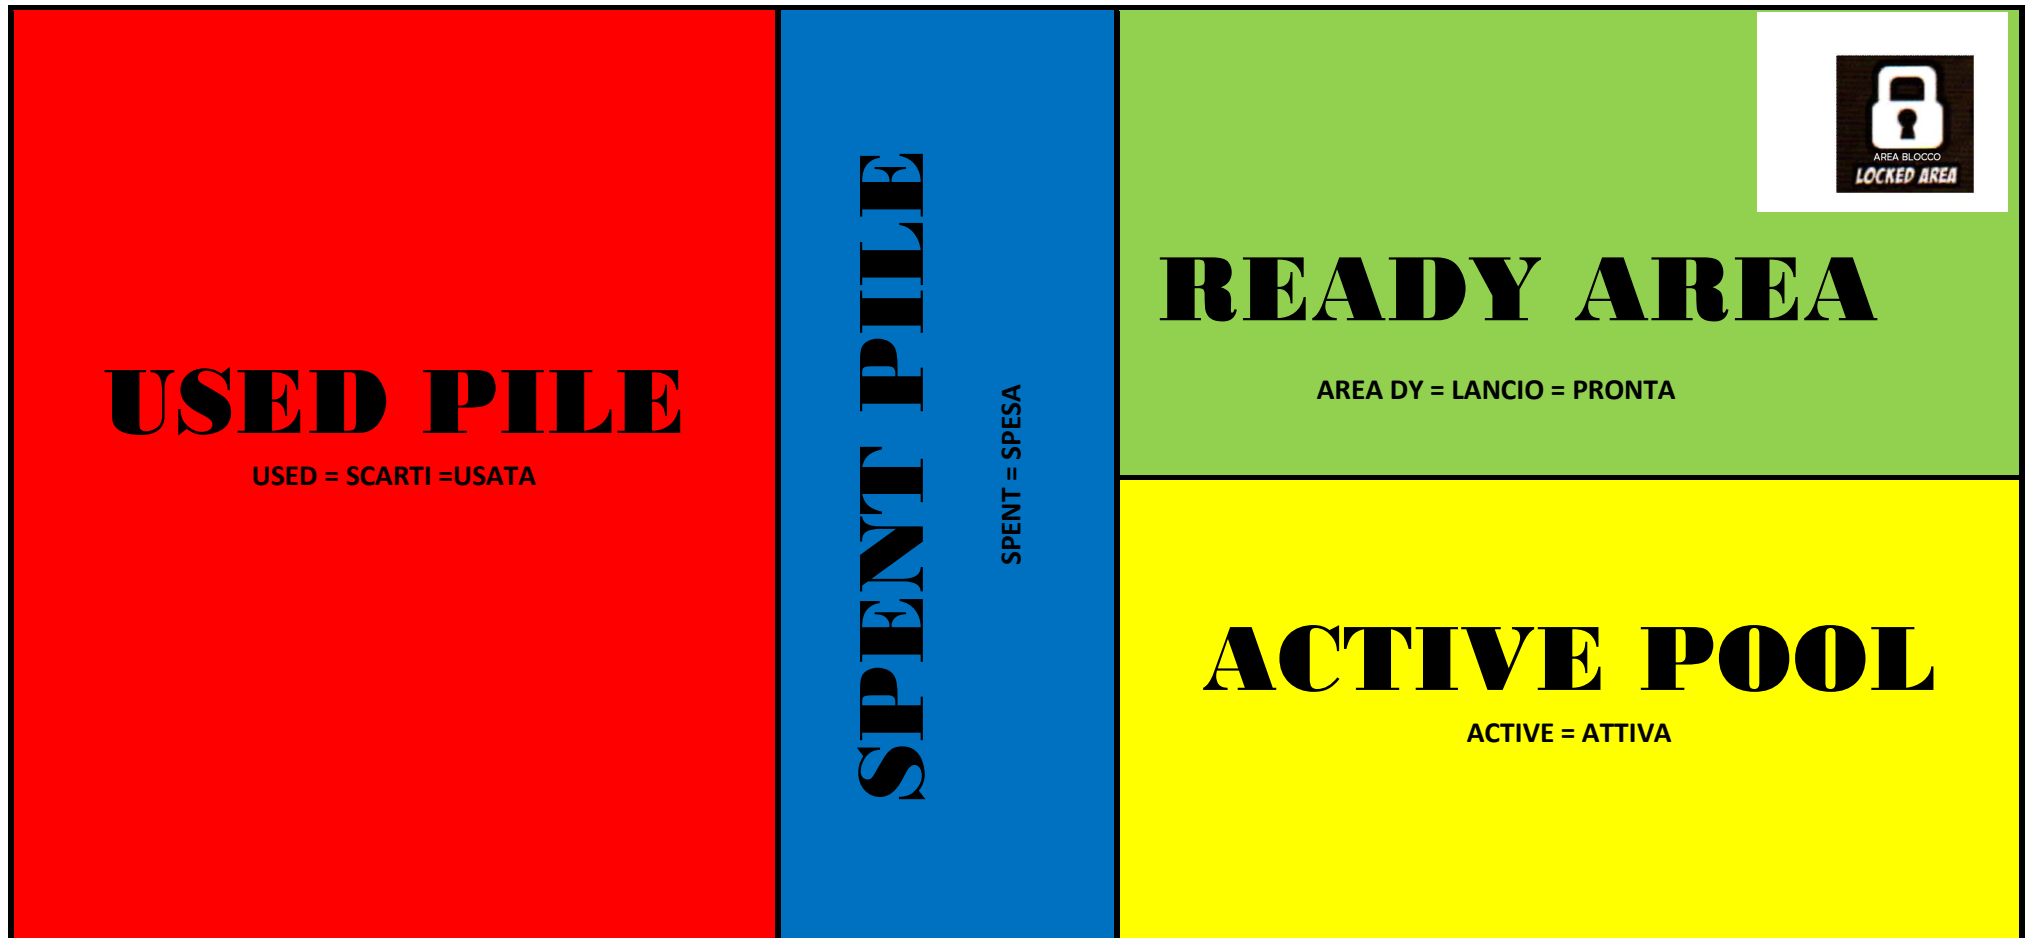 USED PILE
USED = SCARTI =USATA
SPENT PILE
SPENT = SPESA
AREA BLOCCO
LOCKED AREA
READY AREA
AREA DY = LANCIO = PRONTA
ACTIVE POOL
ACTIVE = ATTIVA